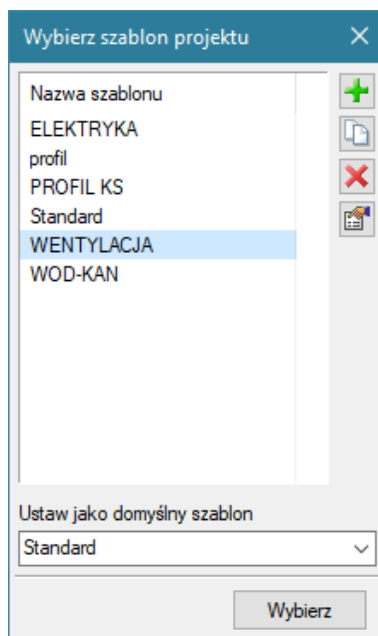 Wybierz szablon projektu
Nazwa szablonu
ELEKTRYKA
profil
PROFIL KS
Standard
WENTYLACJA
WOD-KAN
Ustaw jako domyślny szablon
Standard
Wybierz